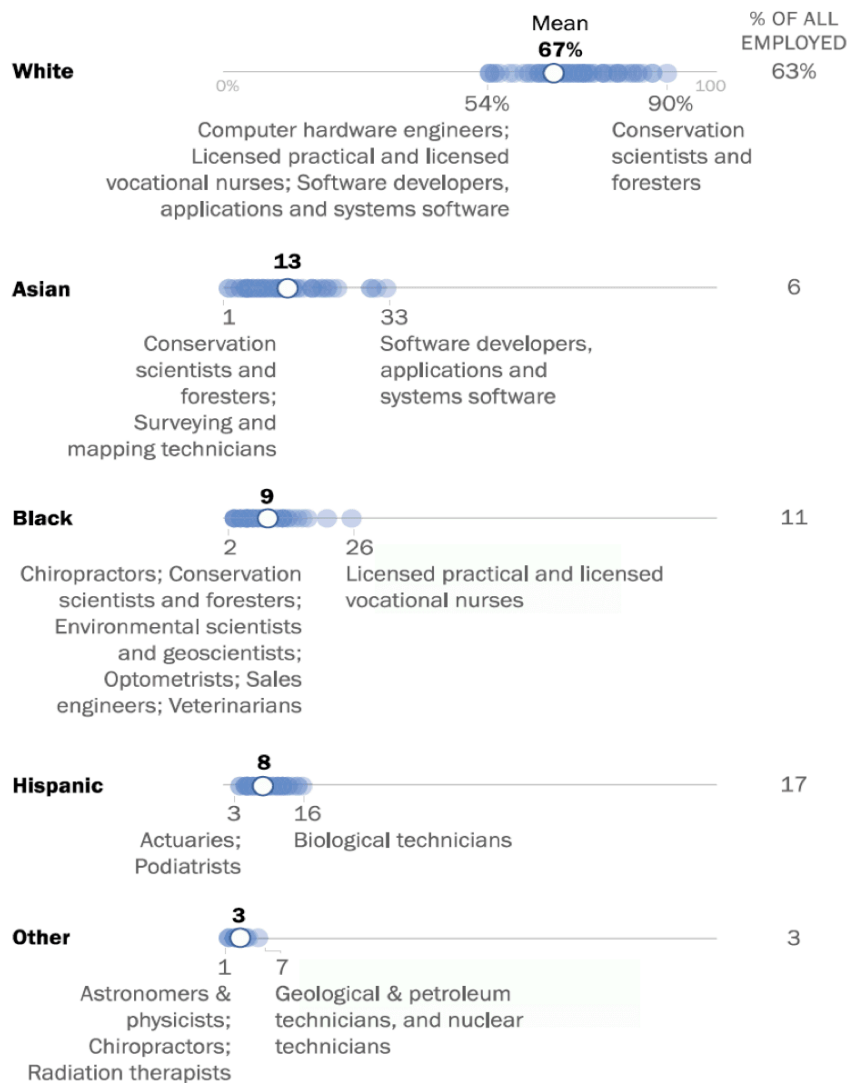 Mean
% OF ALL
EMPLOYED
67%
White
63%
0%
100
54%
90%
Computer hardware engineers;
Licensed practical and licensed
vocational nurses; Software developers,
applications and systems software
Conservation
scientists and
foresters
13
Asian
6
1
33
Conservation
scientists and
foresters;
Surveying and
mapping technicians
Software developers,
applications and
systems software
9
Black
11
2
26
Chiropractors; Conservation
scientists and foresters;
Environmental scientists
and geoscientists;
Optometrists; Sales
engineers; Veterinarians
Licensed practical and licensed
vocational nurses
8
Hispanic
17
3
16
Actuaries;
Podiatrists
Biological technicians
3
Other
3
1
7
Astronomers &
physicists;
Chiropractors;
Radiation therapists
Geological & petroleum
technicians, and nuclear
technicians